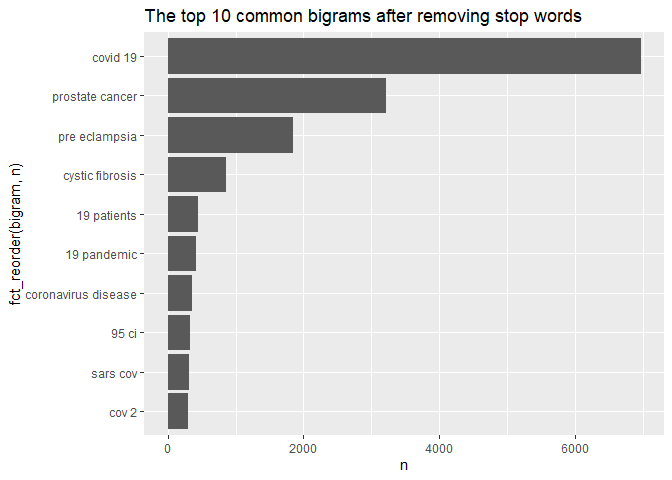 The top 10 common bigrams after removing stop words
fct_reorder(bigram, n)
covid 19
prostate cancer
pre eclampsia
cystic fibrosis
19 patients
19 pandemic
coronavirus disease
95 ci
sars cov
cov 2
0 2000 4000 6000
n